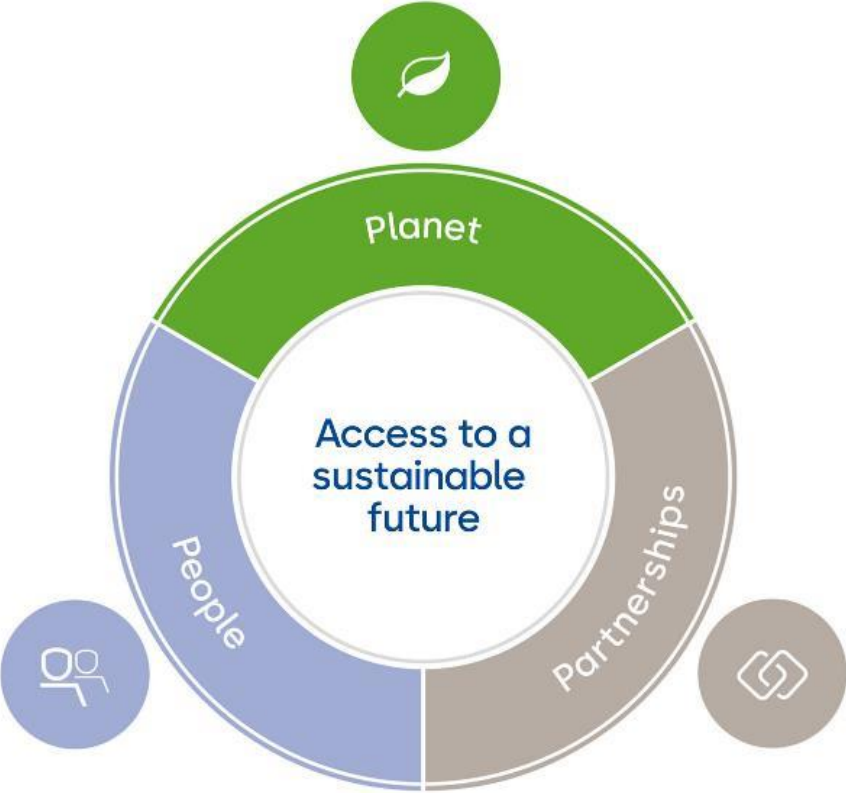 Planet
Access to a
sustainable
future
People
Partnerships